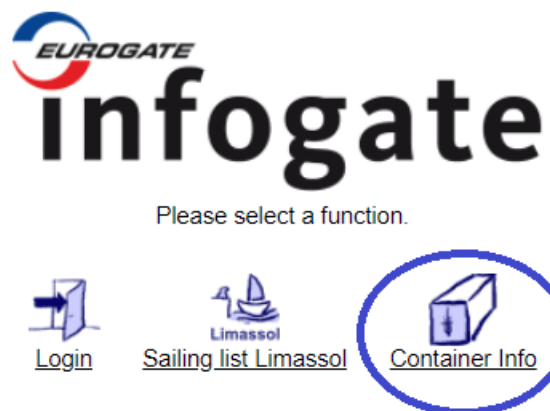 EUROGATE
infogate
Please select a function.
Limassol
Login Sailing list Limassol Container Info